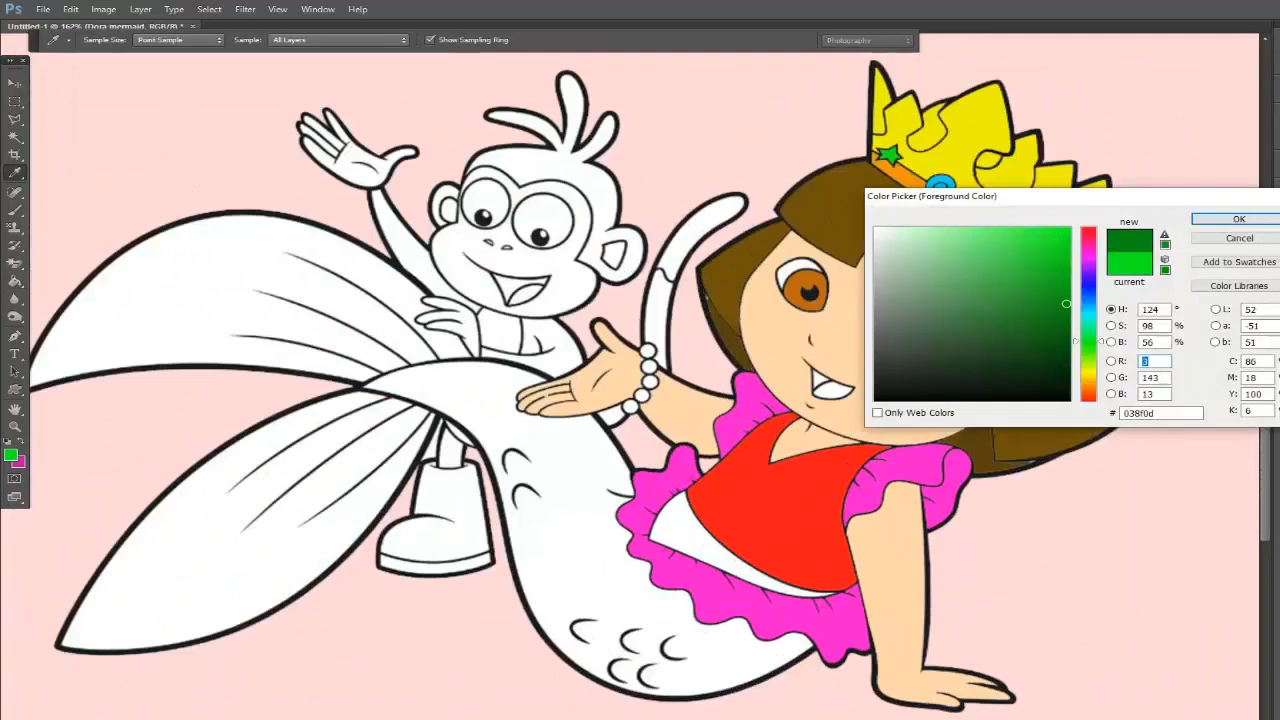 Ps File Edit Image Layer Type Select Filter View Window Help
Untitled-1 @ 162% (Dora mermaid, RGB/8) * ×
Sample Size: Point Sample Sample: All Layers Show Sampling Ring Photography
Color Picker (Foreground Color)
new
current
OK
Cancel
Add to Swatches
Color Libraries
H: 124 ° L: 52
S: 98 % a: -51
B: 56 % b: 51
R: 3 C: 86
G: 143 M: 18
B: 13 Y: 100
# 038f0d K: 6
Only Web Colors